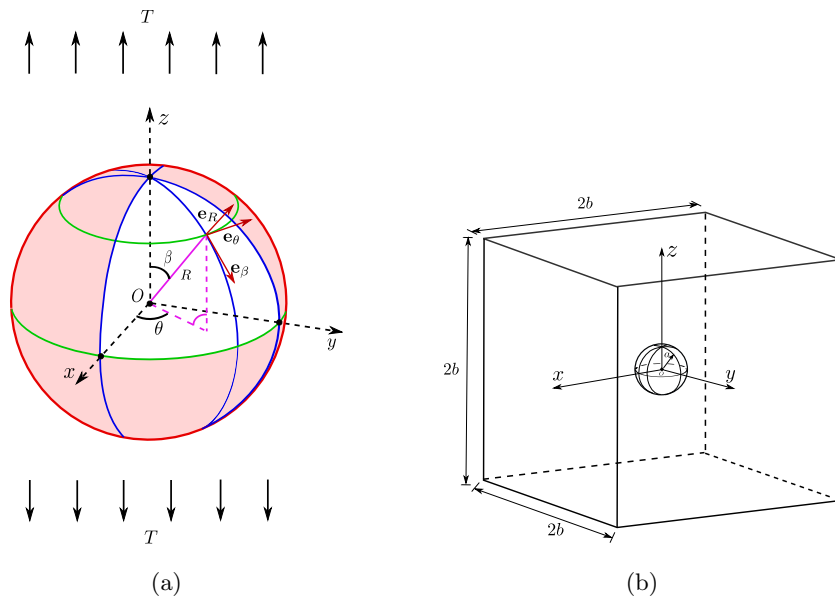 T
z
e_R
e_θ
β
R
e_β
O
θ
y
x
T
(a)
2b
z
2b
a
o
x
y
2b
(b)